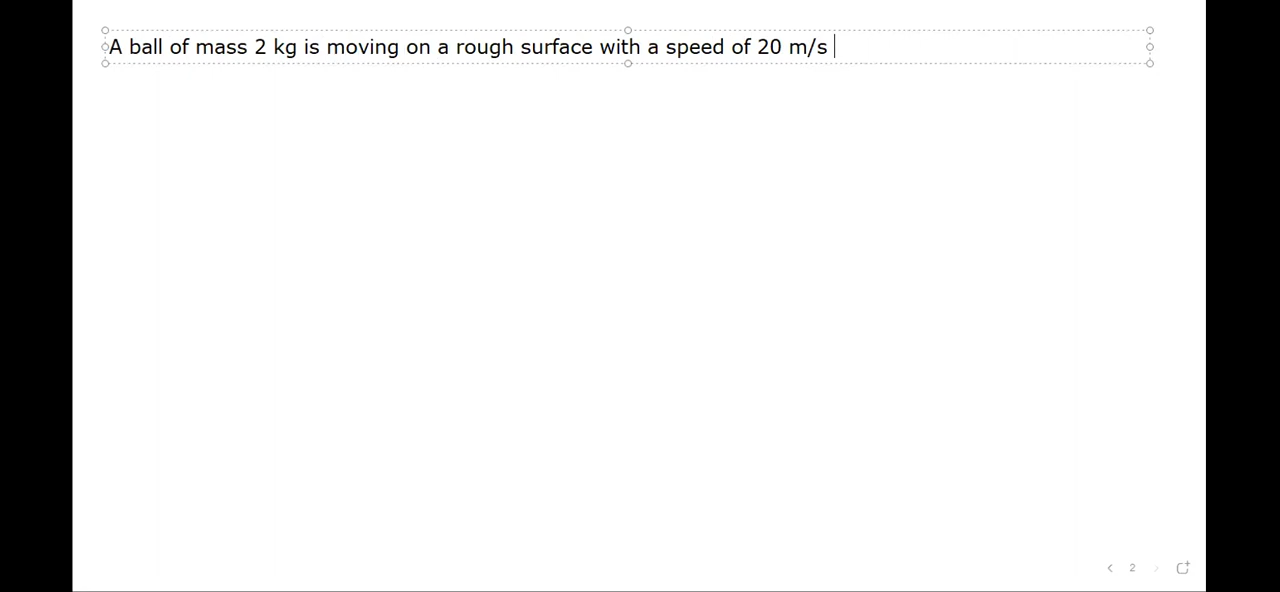 A ball of mass 2 kg is moving on a rough surface with a speed of 20 m/s
2